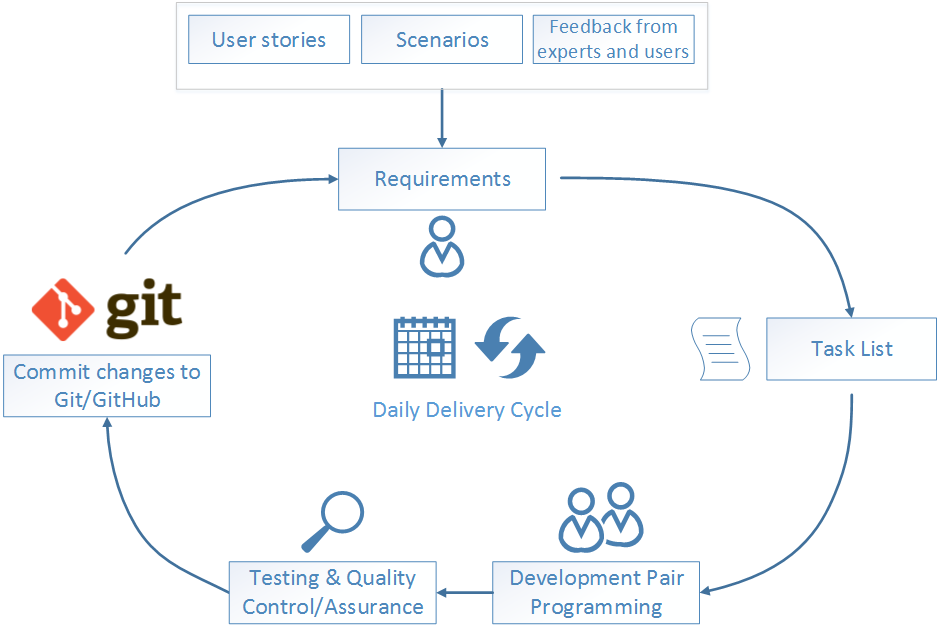 User stories
Scenarios
Feedback from
experts and users
Requirements
git
Commit changes to
Git/GitHub
Task List
Daily Delivery Cycle
Testing & Quality
Control/Assurance
Development Pair
Programming